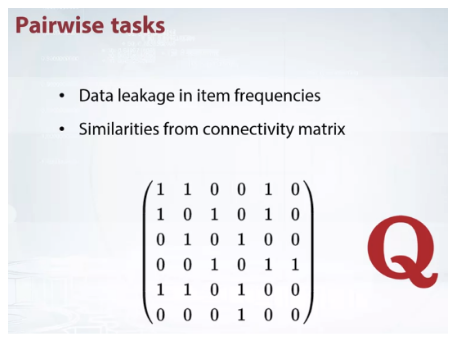 Pairwise tasks
• Data leakage in item frequencies
• Similarities from connectivity matrix
1 1 0 0 1 0
1 0 1 0 1 0
0 1 0 1 0 0
0 0 1 0 1 1
1 1 0 1 0 0
0 0 0 1 0 0
Q